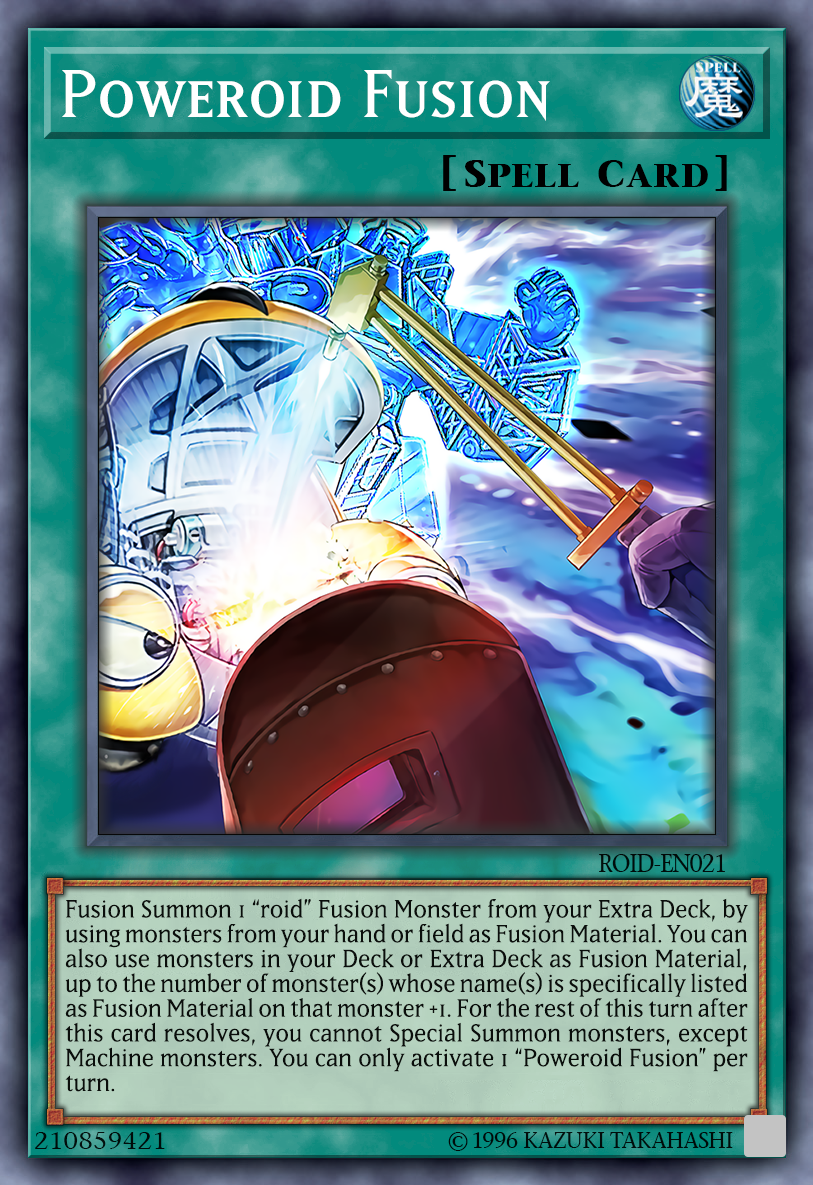 Poweroid Fusion
SPELL
魔
[Spell Card]
ROID-EN021
Fusion Summon 1 “roid” Fusion Monster from your Extra Deck, by
using monsters from your hand or field as Fusion Material. You can
also use monsters in your Deck or Extra Deck as Fusion Material,
up to the number of monster(s) whose name(s) is specifically listed
as Fusion Material on that monster +1. For the rest of this turn after
this card resolves, you cannot Special Summon monsters, except
Machine monsters. You can only activate 1 “Poweroid Fusion” per
turn.
210859421
© 1996 KAZUKI TAKAHASHI